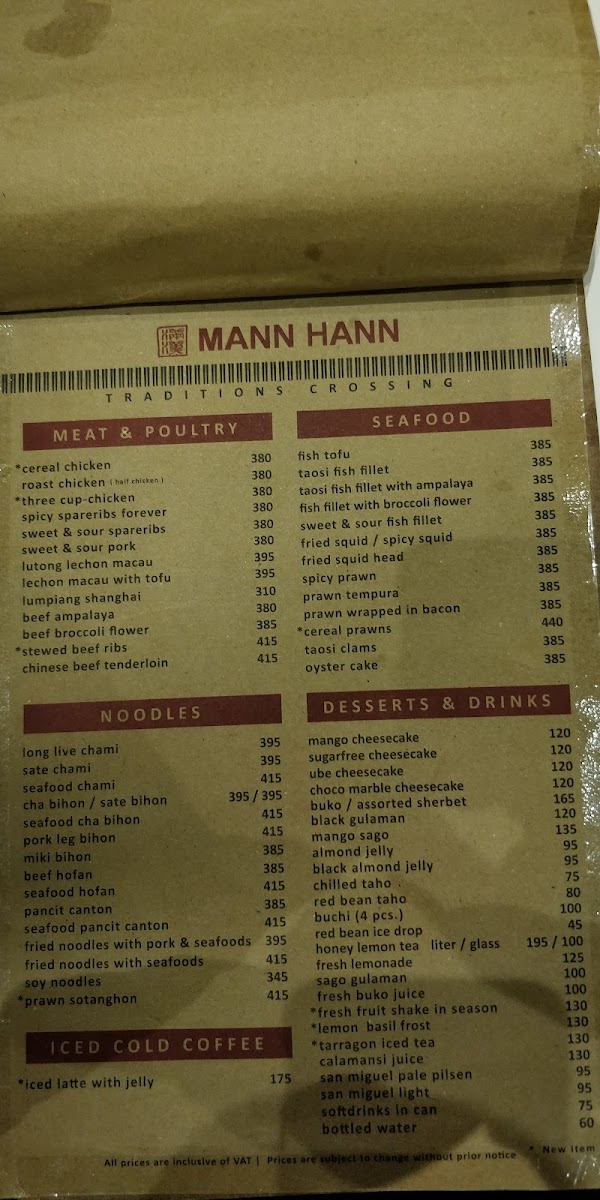 MANN HANN
TRADITIONS CROSSING
MEAT & POULTRY
*cereal chicken 380
roast chicken (half chicken) 380
*three cup-chicken 380
spicy spareribs forever 380
sweet & sour spareribs 380
sweet & sour pork 380
lutong lechon macau 395
lechon macau with tofu 395
lumpiang shanghai 310
beef ampalaya 380
beef broccoli flower 385
*stewed beef ribs 415
chinese beef tenderloin 415
NOODLES
long live chami 395
sate chami 395
seafood chami 415
cha bihon / sate bihon 395 / 395
seafood cha bihon 415
pork leg bihon 415
miki bihon 385
beef hofan 385
seafood hofan 415
pancit canton 385
seafood pancit canton 415
fried noodles with pork & seafoods 395
fried noodles with seafoods 415
soy noodles 345
*prawn sotanghon 415
ICED COLD COFFEE
*iced latte with jelly 175
SEAFOOD
fish tofu 385
taosi fish fillet 385
taosi fish fillet with ampalaya 385
fish fillet with broccoli flower 385
sweet & sour fish fillet 385
fried squid / spicy squid 385
fried squid head 385
spicy prawn 385
prawn tempura 385
prawn wrapped in bacon 385
*cereal prawns 440
taosi clams 385
oyster cake 385
DESSERTS & DRINKS
mango cheesecake 120
sugarfree cheesecake 120
ube cheesecake 120
choco marble cheesecake 120
buko / assorted sherbet 165
black gulaman 120
mango sago 135
almond jelly 95
black almond jelly 95
chilled taho 75
red bean taho 80
buchi (4 pcs.) 100
red bean ice drop 45
honey lemon tea liter / glass 195 / 100
fresh lemonade 125
sago gulaman 100
fresh buko juice 100
*fresh fruit shake in season 130
*lemon basil frost 130
*tarragon iced tea 130
calamansi juice 130
san miguel pale pilsen 95
san miguel light 95
softdrinks in can 75
bottled water 60
All prices are inclusive of VAT | Prices are subject to change without prior notice * New item